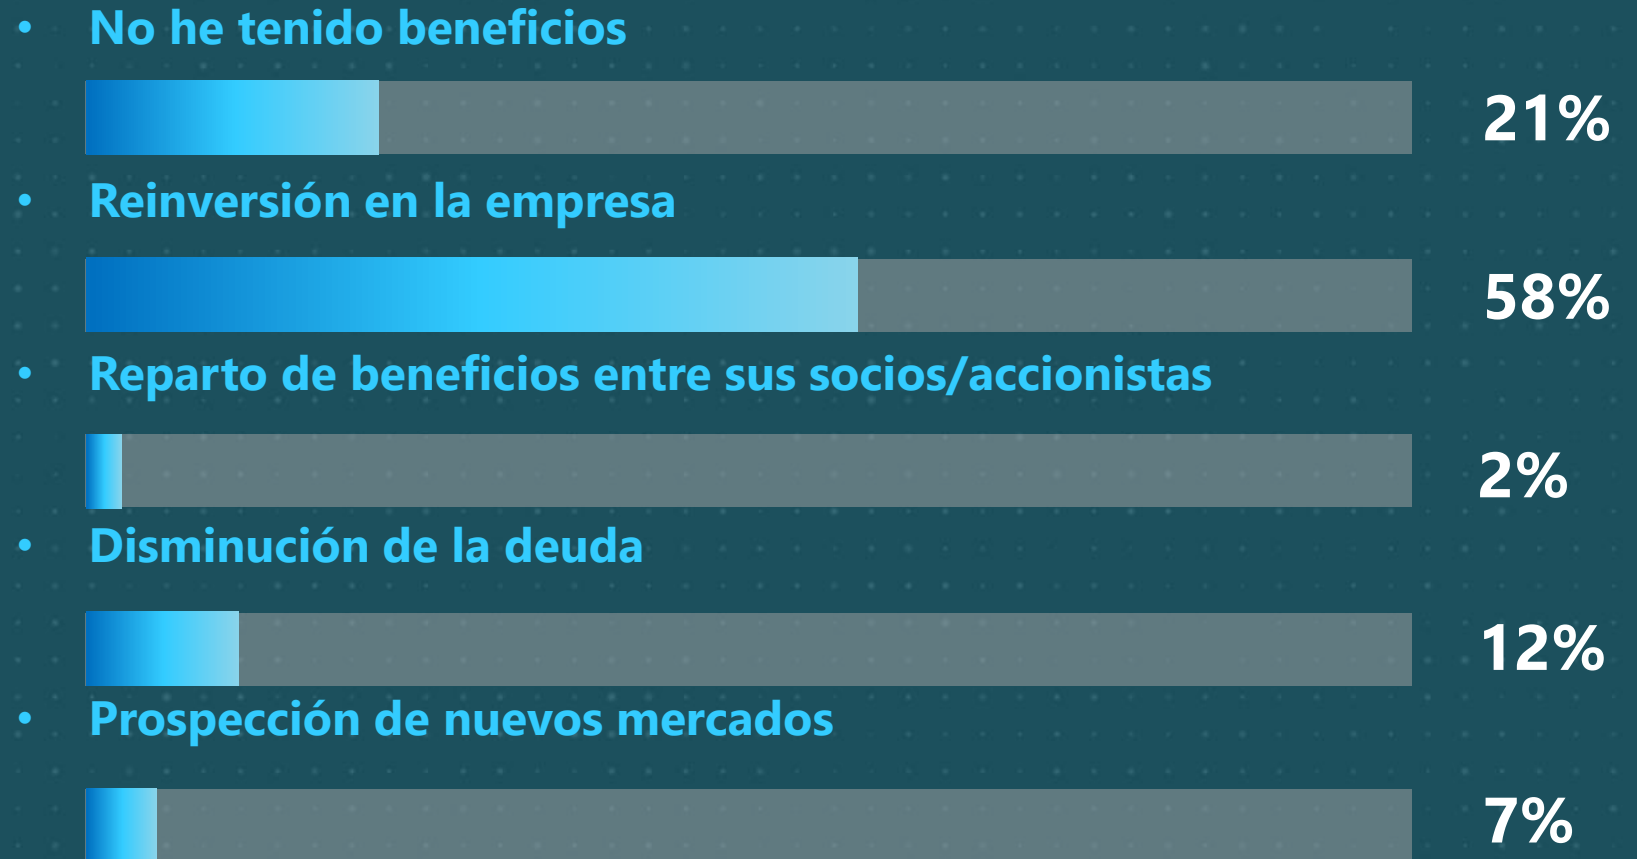 • No he tenido beneficios
21%
• Reinversión en la empresa
58%
• Reparto de beneficios entre sus socios/accionistas
2%
• Disminución de la deuda
12%
• Prospección de nuevos mercados
7%